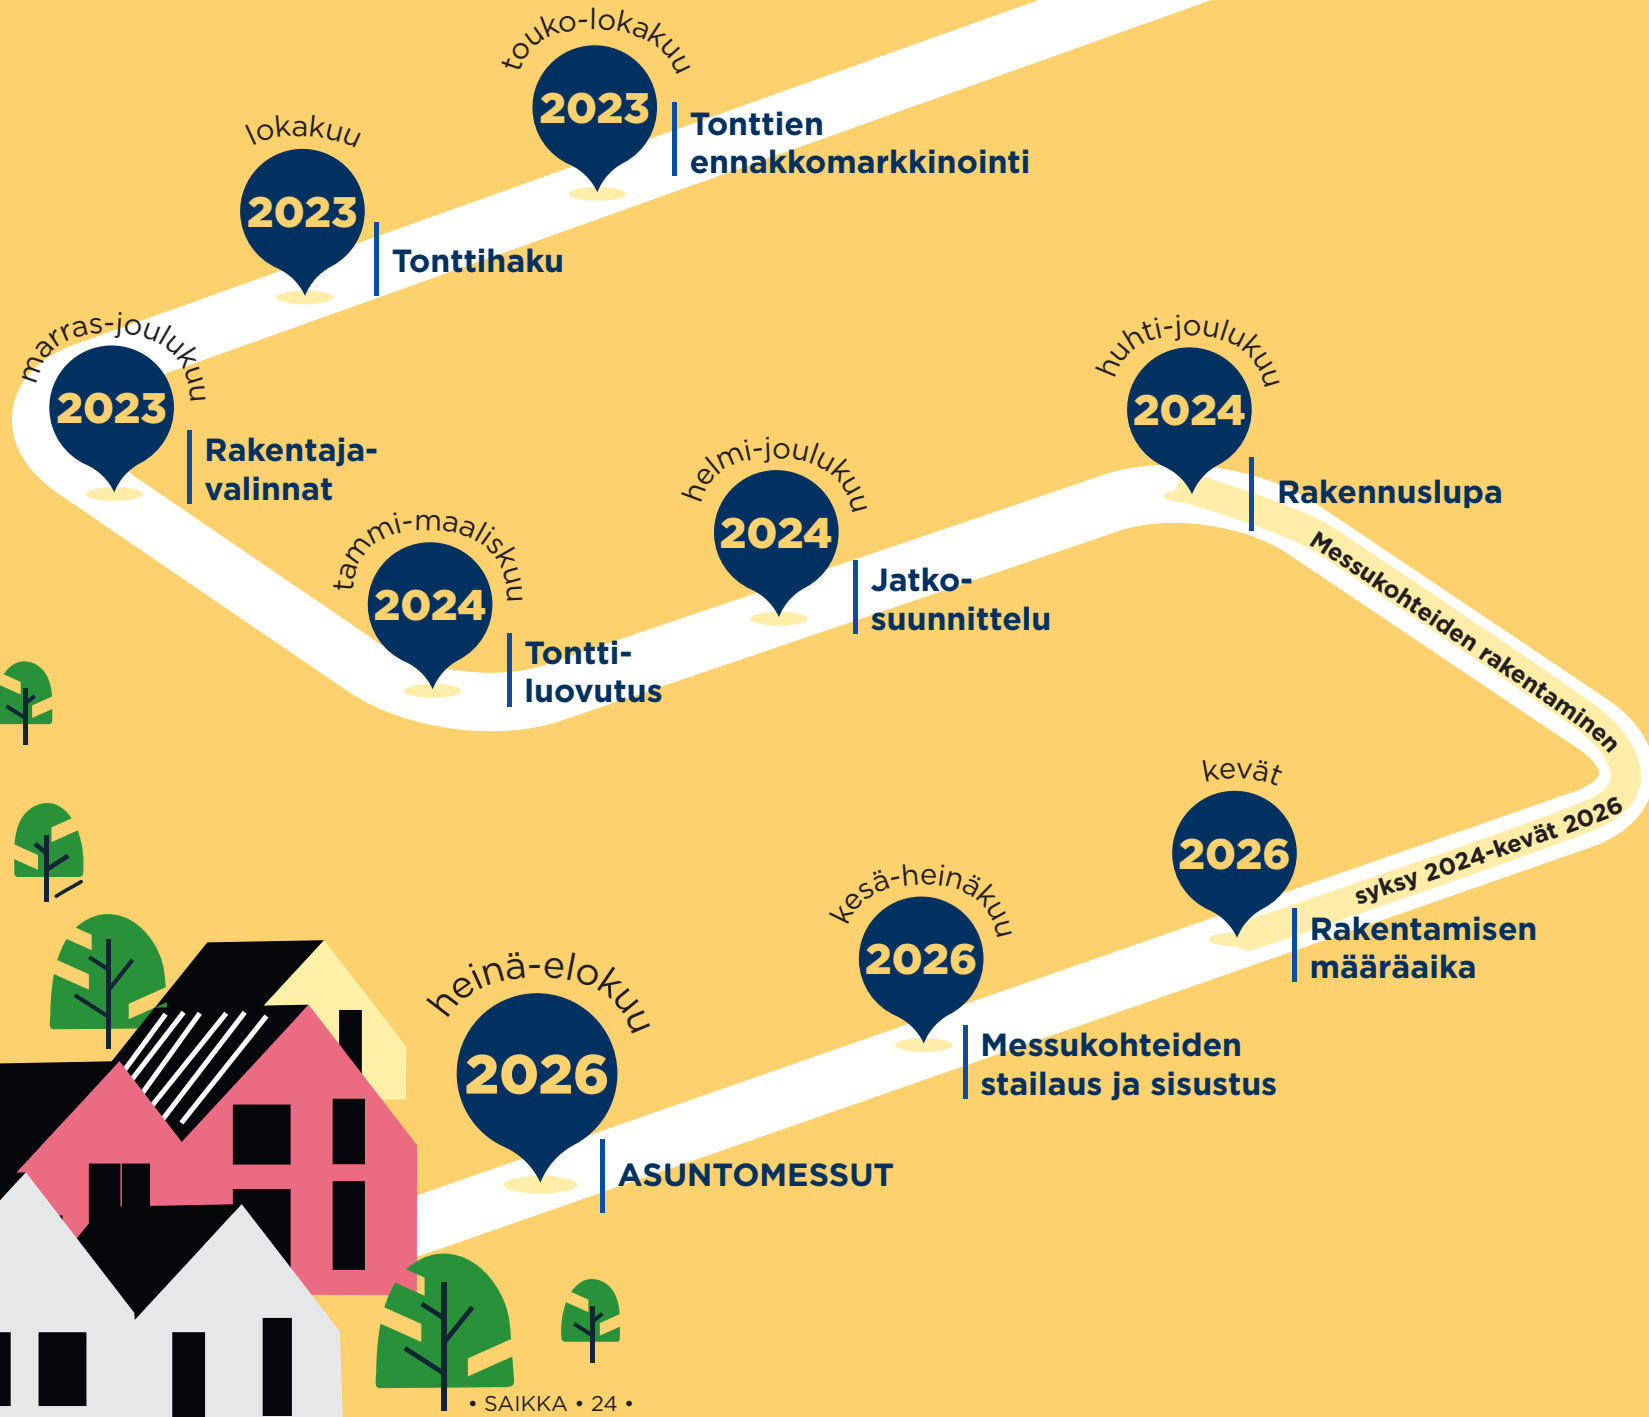 touko-lokakuu
2023
Tonttien
ennakkomarkkinointi
lokakuu
2023
Tonttihaku
marras-joulukuu
2023
Rakentaja-
valinnat
tammi-maaliskuu
2024
Tontti-
luovutus
helmi-joulukuu
2024
Jatko-
suunnittelu
huhti-joulukuu
2024
Rakennuslupa
Messukohteiden rakentaminen
syksy 2024-kevät 2026
kevät
2026
Rakentamisen
määräaika
kesä-heinäkuu
2026
Messukohteiden
stailaus ja sisustus
heinä-elokuu
2026
ASUNTOMESSUT
• SAIKKA • 24 •